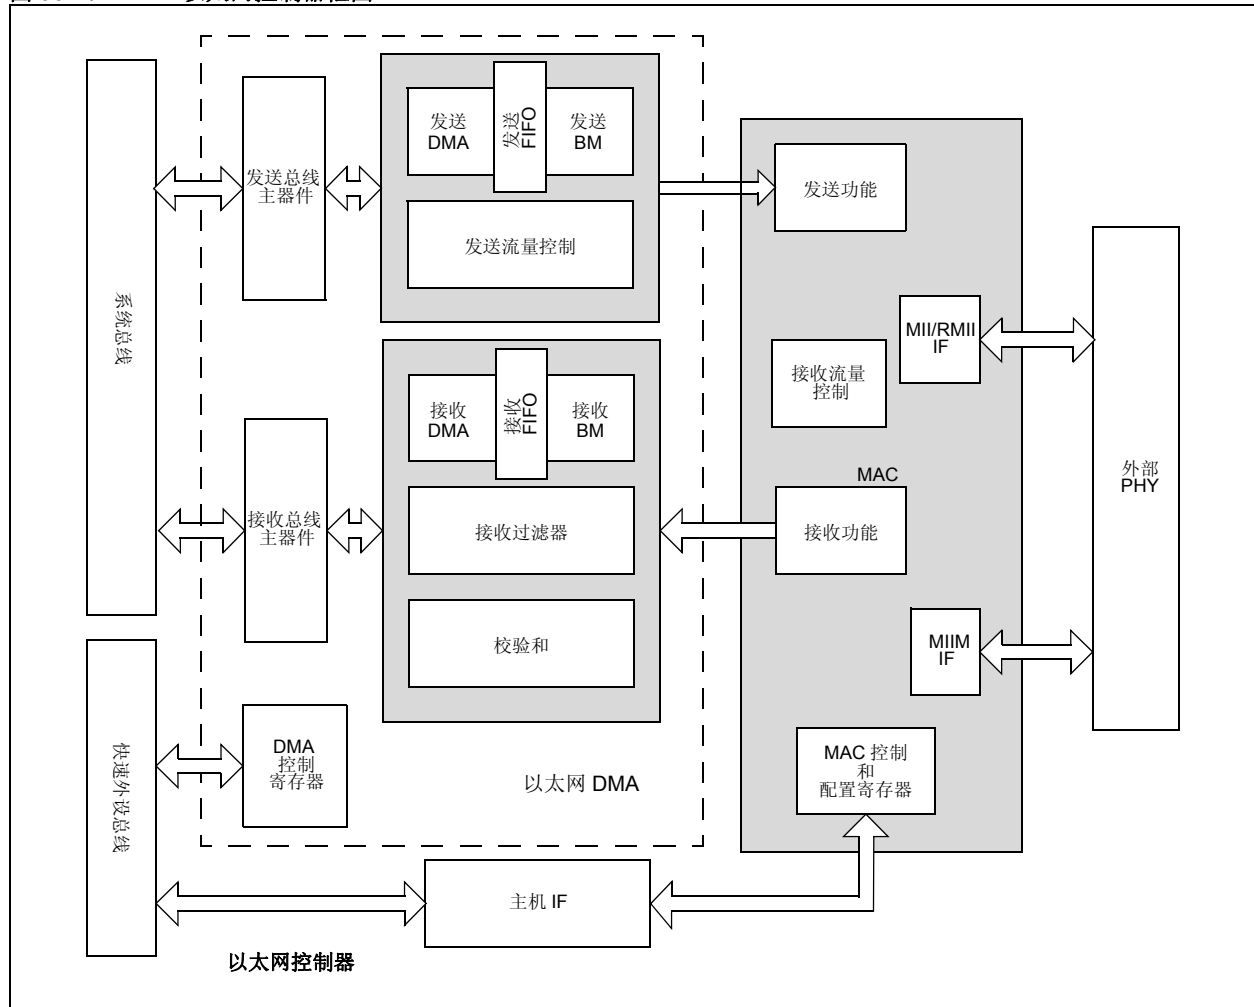 系统总线
快速外设总线
发送总线
主器件
发送
DMA
发送
FIFO
发送
BM
发送流量控制
接收总线
主器件
接收
DMA
接收
FIFO
接收
BM
接收过滤器
校验和
DMA
控制
寄存器
以太网 DMA
发送功能
MII/RMII
IF
接收流量
控制
MAC
接收功能
MIIM
IF
MAC 控制
和
配置寄存器
外部
PHY
主机 IF
以太网控制器